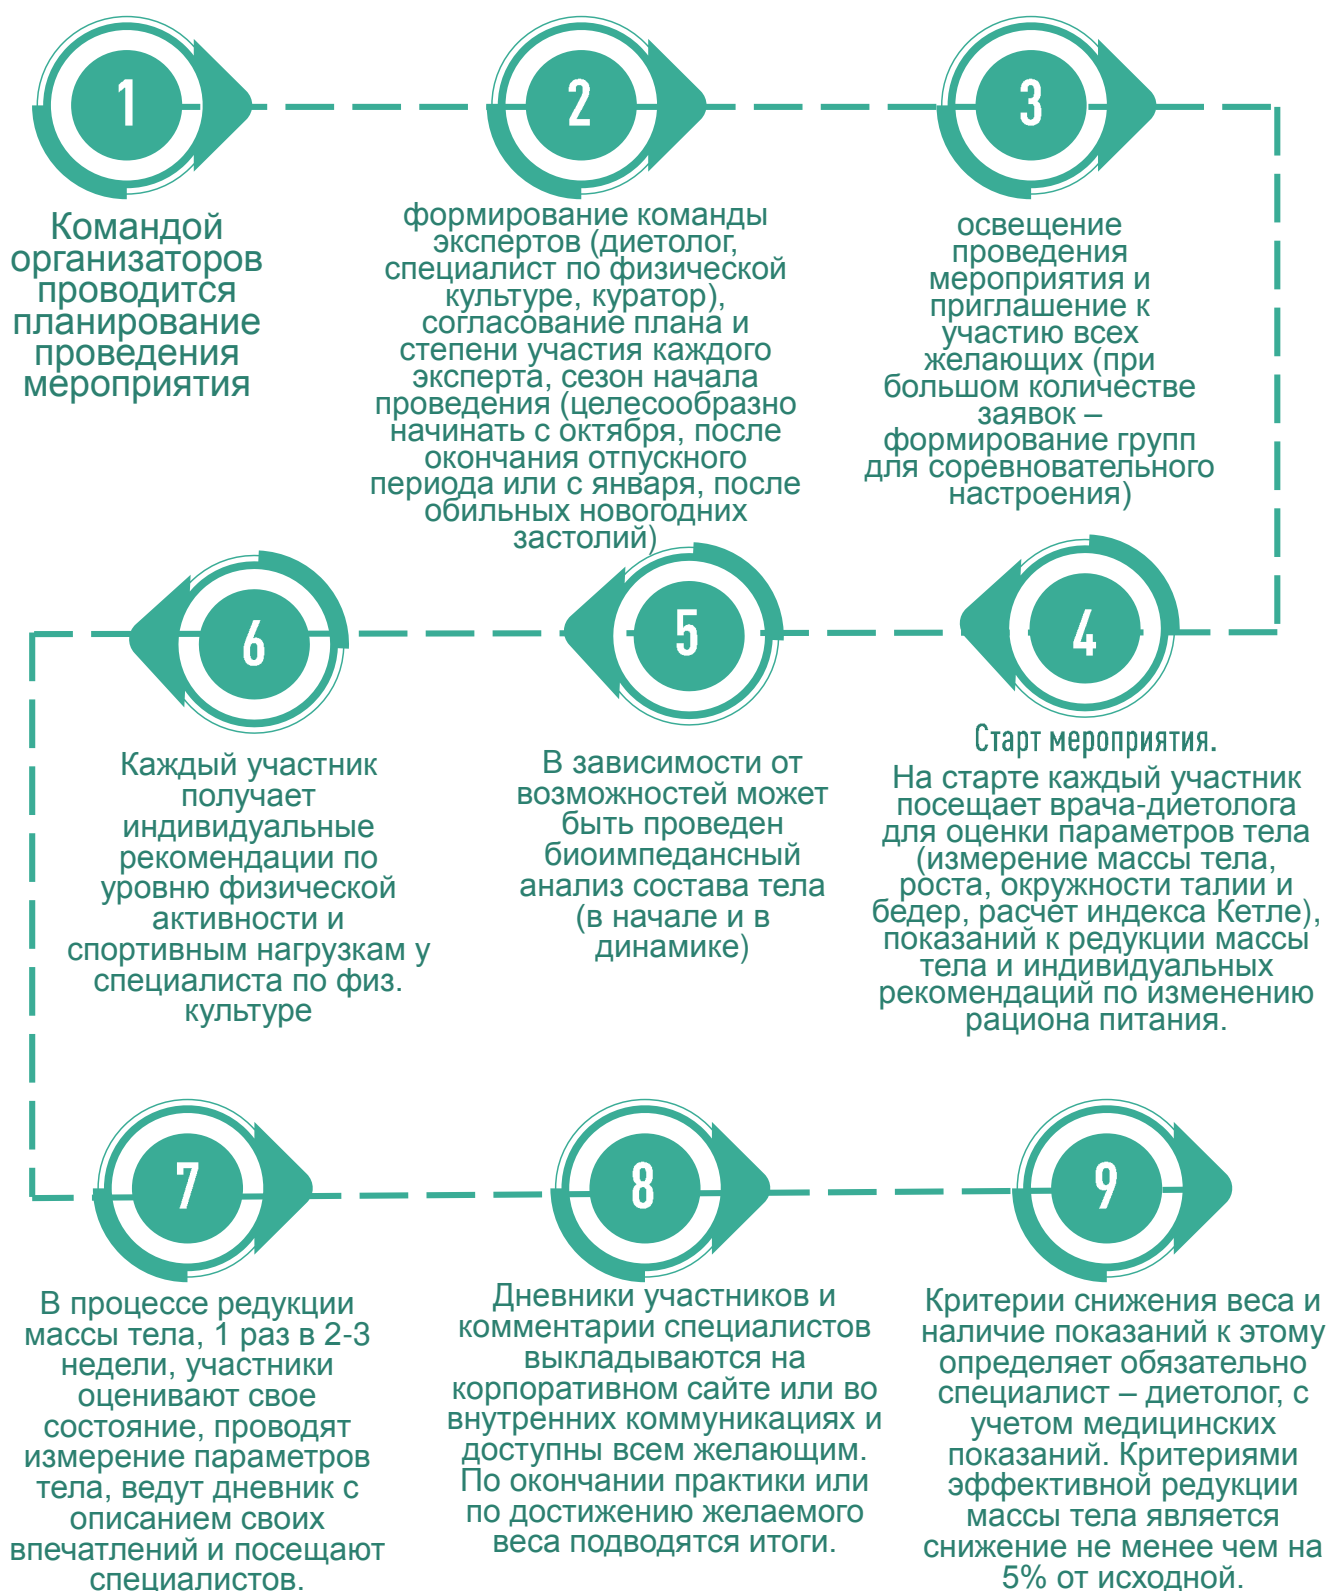 1
Командой
организаторов
проводится
планирование
проведения
мероприятия
2
формирование команды
экспертов (диетолог,
специалист по физической
культуре, куратор),
согласование плана и
степени участия каждого
эксперта, сезон начала
проведения (целесообразно
начинать с октября, после
окончания отпускного
периода или с января, после
обильных новогодних
застолий)
3
освещение
проведения
мероприятия и
приглашение к
участию всех
желающих (при
большом количестве
заявок –
формирование групп
для соревновательного
настроения)
4
Старт мероприятия.
На старте каждый участник
посещает врача-диетолога
для оценки параметров тела
(измерение массы тела,
роста, окружности талии и
бедер, расчет индекса Кетле),
показаний к редукции массы
тела и индивидуальных
рекомендаций по изменению
рациона питания.
5
В зависимости от
возможностей может
быть проведен
биоимпедансный
анализ состава тела
(в начале и в
динамике)
6
Каждый участник
получает
индивидуальные
рекомендации по
уровню физической
активности и
спортивным нагрузкам у
специалиста по физ.
культуре
7
В процессе редукции
массы тела, 1 раз в 2-3
недели, участники
оценивают свое
состояние, проводят
измерение параметров
тела, ведут дневник с
описанием своих
впечатлений и посещают
специалистов.
8
Дневники участников и
комментарии специалистов
выкладываются на
корпоративном сайте или во
внутренних коммуникациях и
доступны всем желающим.
По окончании практики или
по достижению желаемого
веса подводятся итоги.
9
Критерии снижения веса и
наличие показаний к этому
определяет обязательно
специалист – диетолог, с
учетом медицинских
показаний. Критериями
эффективной редукции
массы тела является
снижение не менее чем на
5% от исходной.